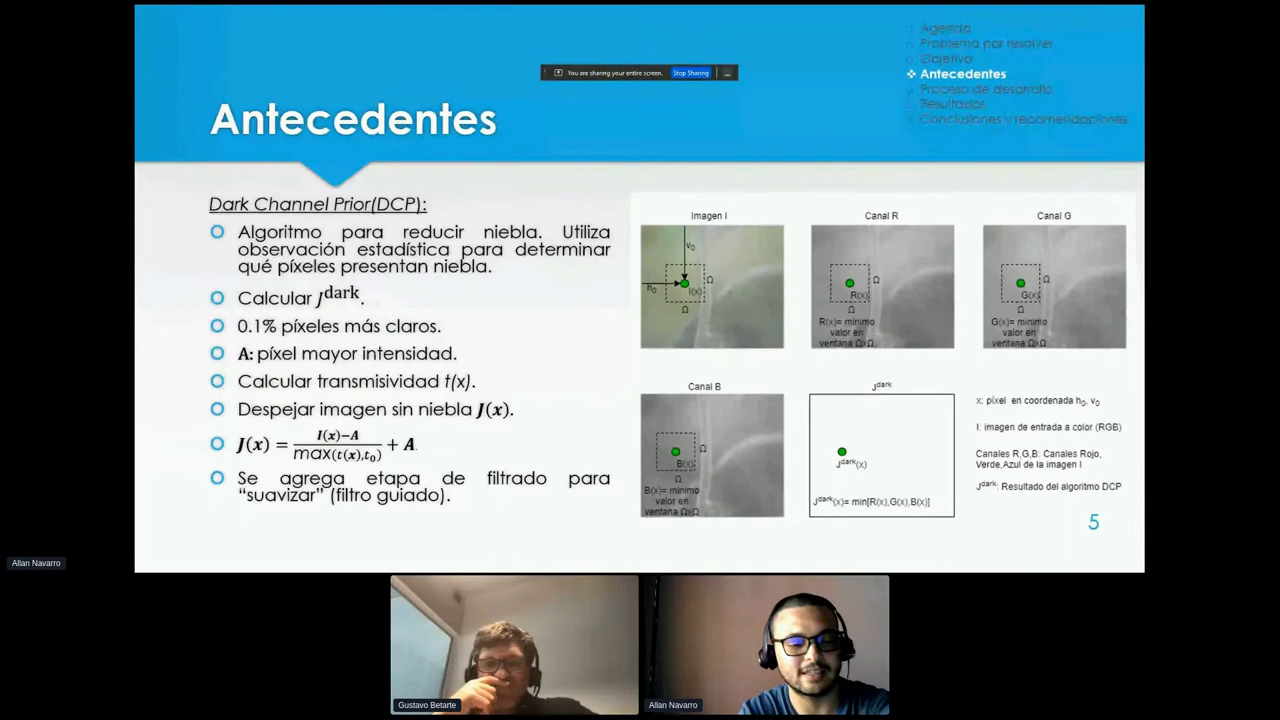 Agenda
Problema por resolver
Objetivo
Antecedentes
Proceso de desarrollo
Resultados
Conclusiones y recomendaciones
You are sharing your entire screen. Stop Sharing
Antecedentes
Dark Channel Prior(DCP):
Algoritmo para reducir niebla. Utiliza
observación estadística para determinar
qué píxeles presentan niebla.
Calcular J^dark.
0.1% píxeles más claros.
A: píxel mayor intensidad.
Calcular transmisividad t(x).
Despejar imagen sin niebla J(x).
J(x) = I(x)−A / max(t(x),t₀) + A.
Se agrega etapa de filtrado para
“suavizar” (filtro guiado).
Imagen I
v₀
h₀
I(x)
Ω
Ω
Canal R
R(x)
Ω
Ω
R(x)= mínimo
valor en
ventana ΩxΩ
Canal G
G(x)
Ω
Ω
G(x)= mínimo
valor en
ventana ΩxΩ
Canal B
B(x)
Ω
Ω
B(x)= mínimo
valor en
ventana ΩxΩ
J^dark
J^dark(x)
J^dark(x)= min[R(x),G(x),B(x)]
x: píxel en coordenada h₀, v₀
I: imagen de entrada a color (RGB)
Canales R,G,B: Canales Rojo,
Verde,Azul de la imagen I
J^dark: Resultado del algoritmo DCP
5
Allan Navarro
Gustavo Betarte
Allan Navarro